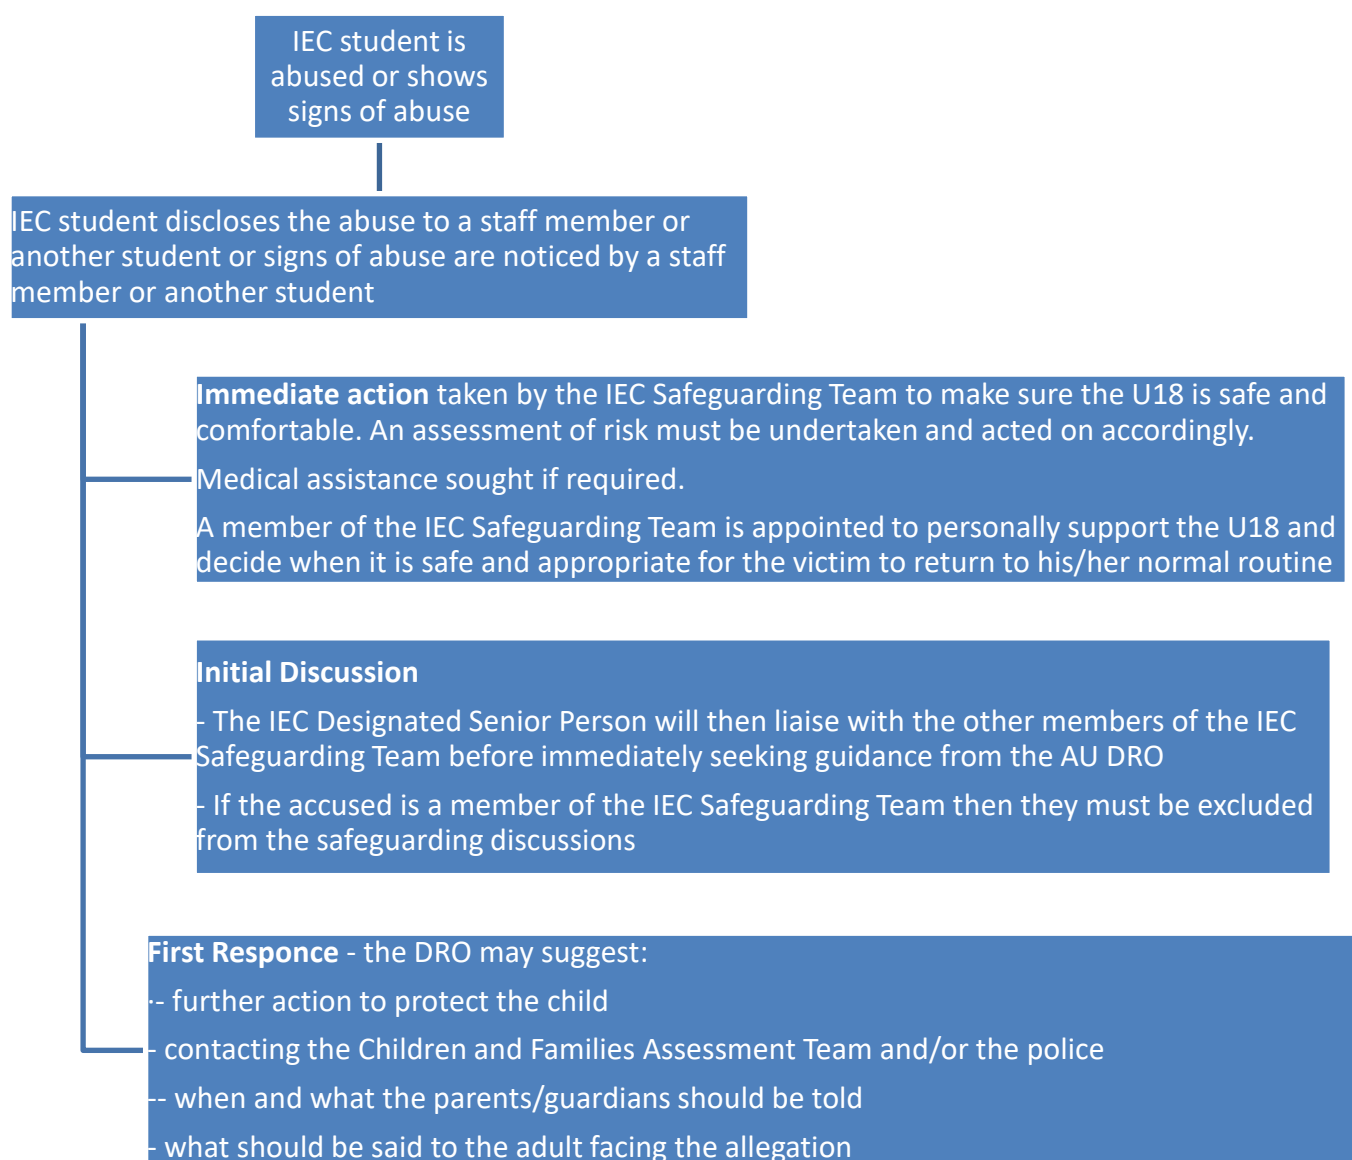 IEC student is
abused or shows
signs of abuse
IEC student discloses the abuse to a staff member or
another student or signs of abuse are noticed by a staff
member or another student
Immediate action taken by the IEC Safeguarding Team to make sure the U18 is safe and
comfortable. An assessment of risk must be undertaken and acted on accordingly.
Medical assistance sought if required.
A member of the IEC Safeguarding Team is appointed to personally support the U18 and
decide when it is safe and appropriate for the victim to return to his/her normal routine
Initial Discussion
- The IEC Designated Senior Person will then liaise with the other members of the IEC
Safeguarding Team before immediately seeking guidance from the AU DRO
- If the accused is a member of the IEC Safeguarding Team then they must be excluded
from the safeguarding discussions
First Responce - the DRO may suggest:
·- further action to protect the child
- contacting the Children and Families Assessment Team and/or the police
-- when and what the parents/guardians should be told
- what should be said to the adult facing the allegation